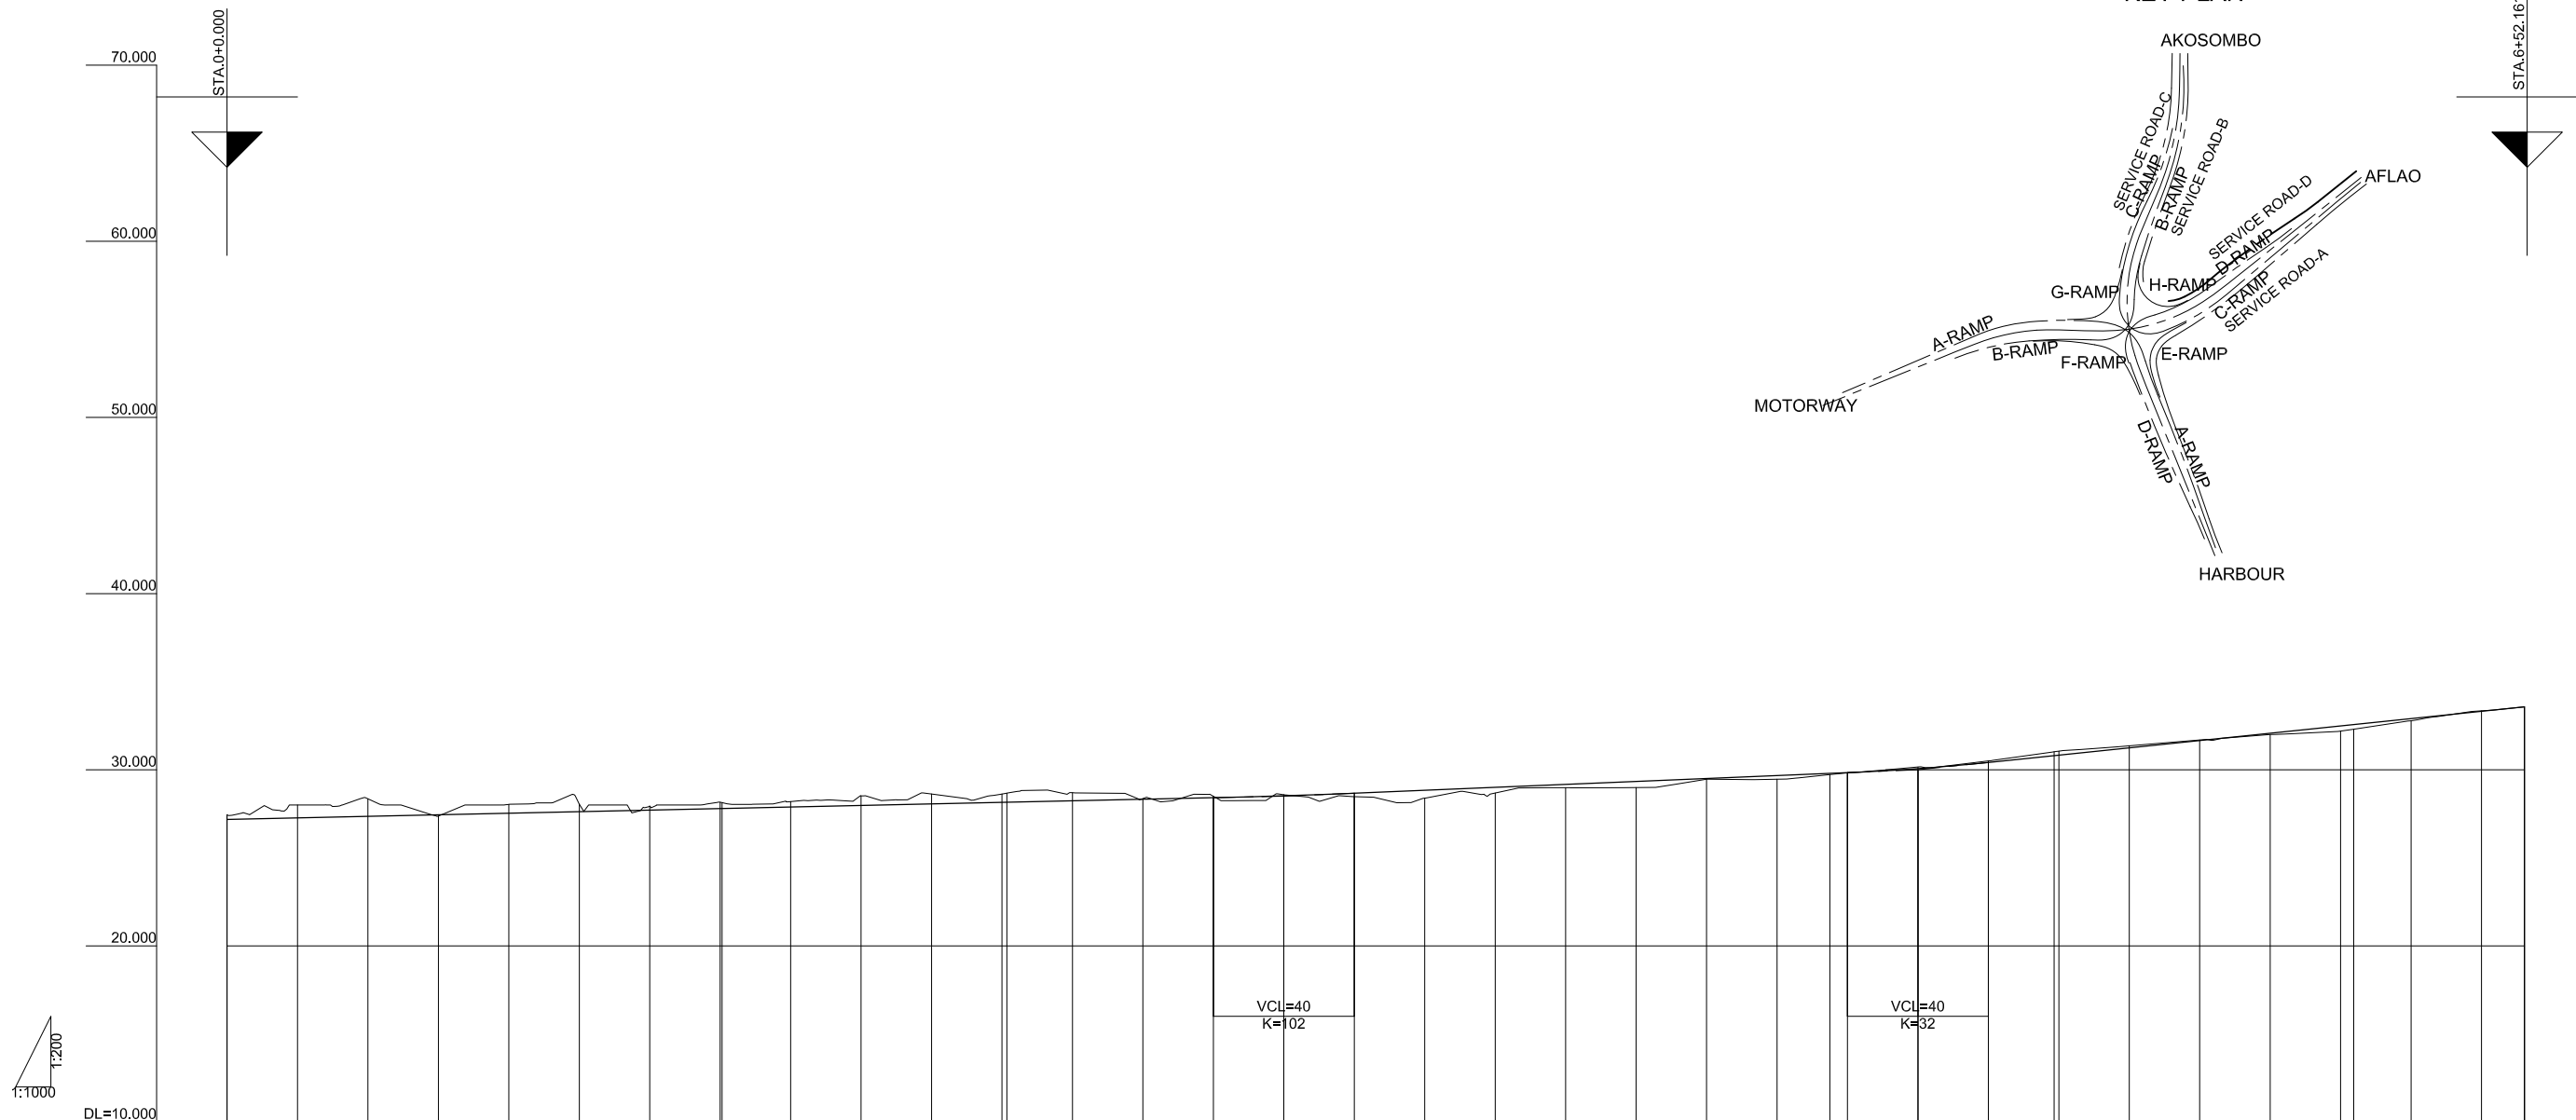 STA.0+0.000
70.000
60.000
50.000
40.000
30.000
20.000
DL=10.000
1:200
1:1000
VCL=40
K=102
VCL=40
K=32
AKOSOMBO
SERVICE ROAD-C
C-RAMP
B-RAMP
SERVICE ROAD-B
AFLAO
SERVICE ROAD-D
D-RAMP
C-RAMP
SERVICE ROAD-A
G-RAMP
H-RAMP
A-RAMP
B-RAMP
F-RAMP
E-RAMP
MOTORWAY
D-RAMP
A-RAMP
HARBOUR